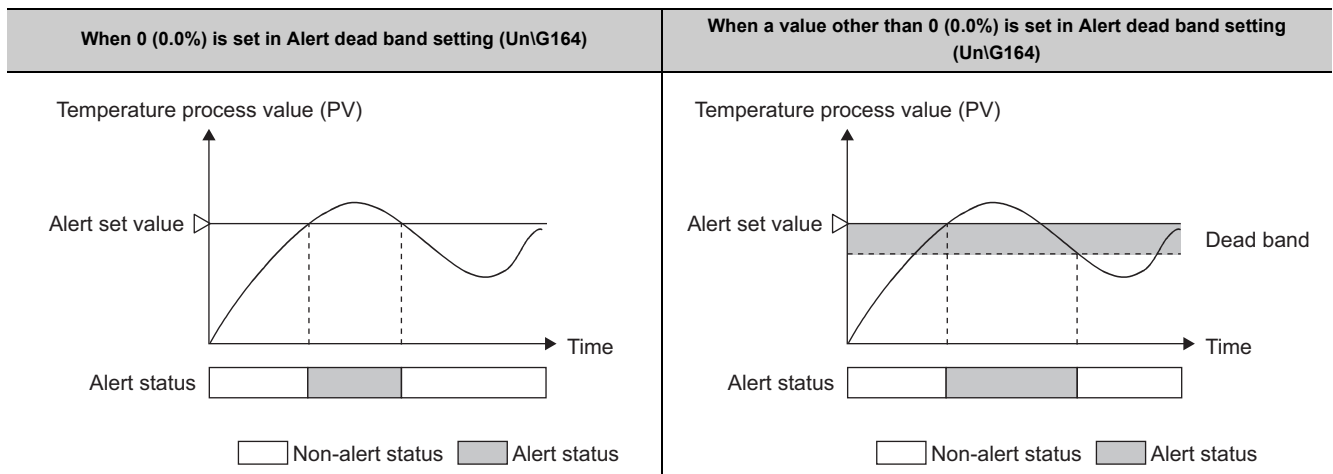 When 0 (0.0%) is set in Alert dead band setting (Un\G164)
When a value other than 0 (0.0%) is set in Alert dead band setting
(Un\G164)
Temperature process value (PV)
Alert set value
Time
Alert status
Non-alert status
Alert status
Temperature process value (PV)
Alert set value
Dead band
Time
Alert status
Non-alert status
Alert status